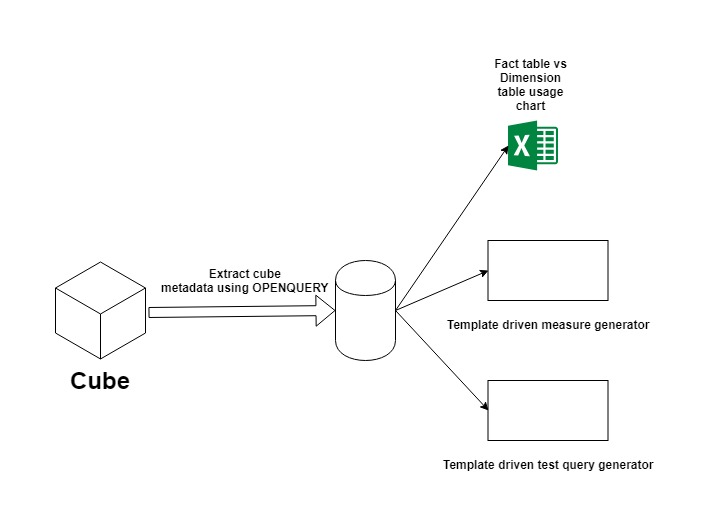 Fact table vs
Dimension
table usage
chart
X
Extract cube
metadata using OPENQUERY
Template driven measure generator
Cube
Template driven test query generator